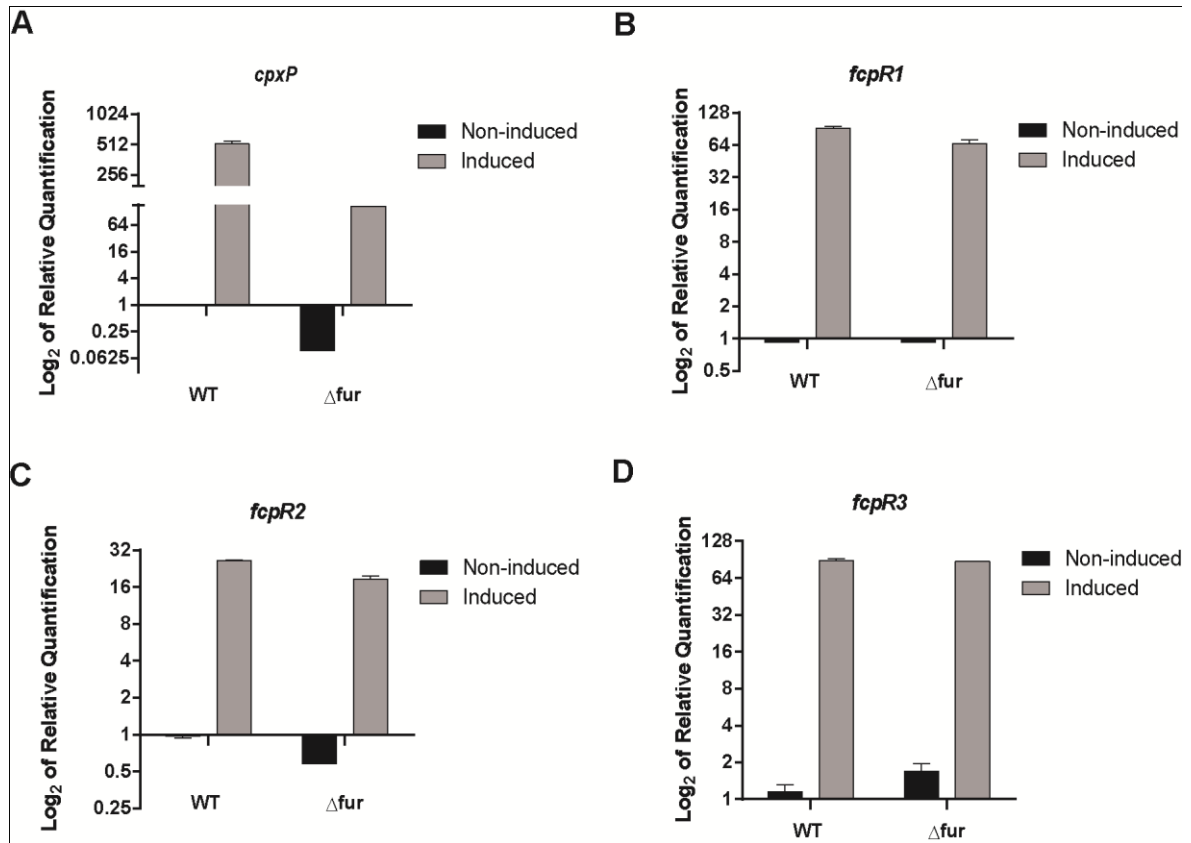 A
cpxP
Log2 of Relative Quantification
1024
512
256
64
16
4
1
0.25
0.0625
WT
Δfur
Non-induced
Induced
B
fcpR1
Log2 of Relative Quantification
128
64
32
16
8
4
2
1
0.5
WT
Δfur
Non-induced
Induced
C
fcpR2
Log2 of Relative Quantification
32
16
8
4
2
1
0.5
0.25
WT
Δfur
Non-induced
Induced
D
fcpR3
Log2 of Relative Quantification
128
64
32
16
8
4
2
1
WT
Δfur
Non-induced
Induced